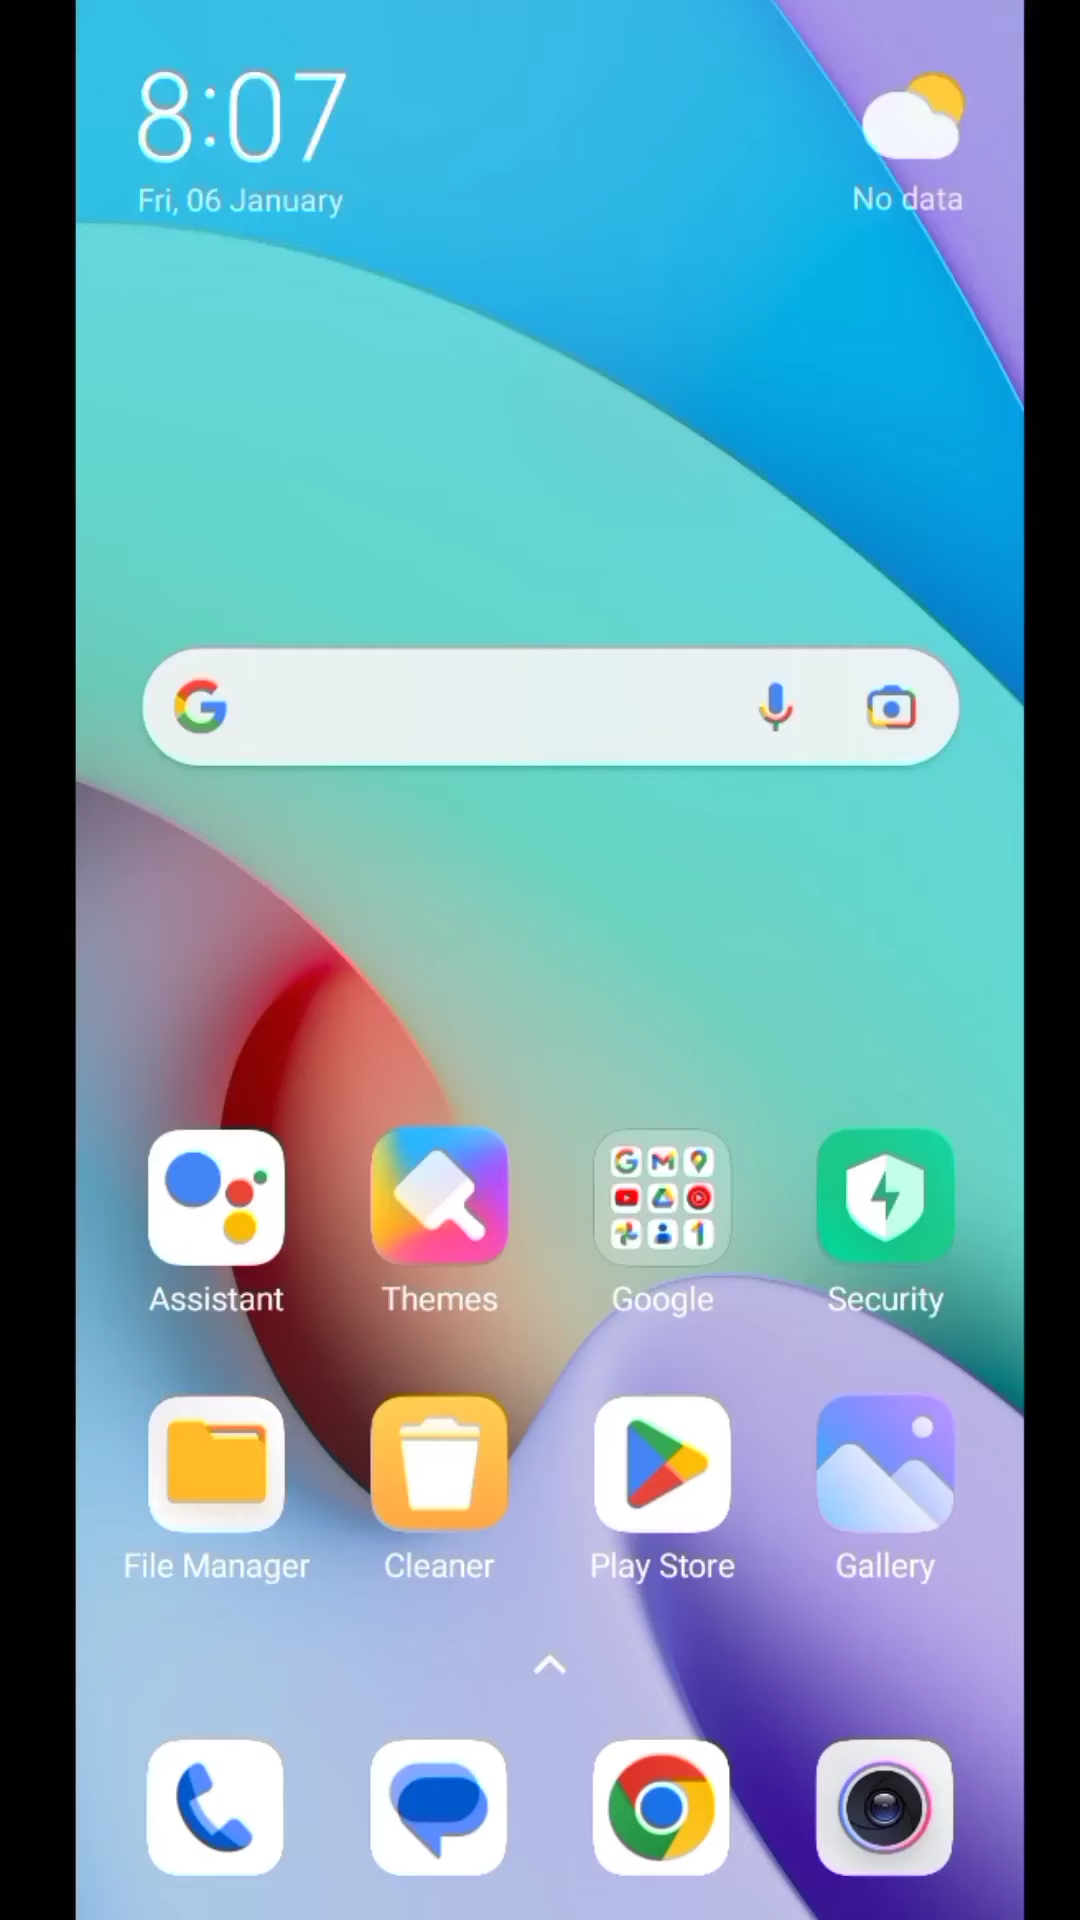 8:07
Fri, 06 January
No data
Assistant
Themes
Google
Security
File Manager
Cleaner
Play Store
Gallery